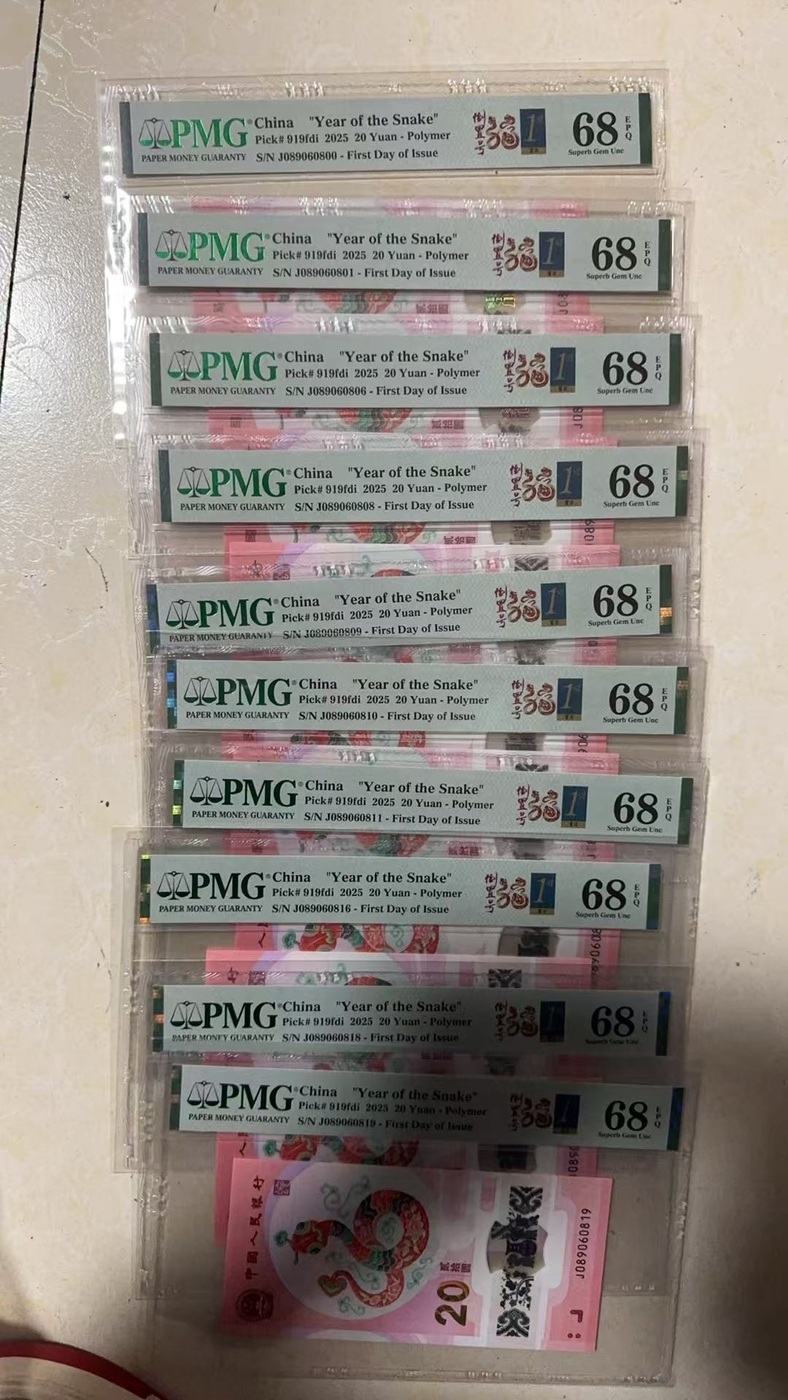 PMG China "Year of the Snake" 68 EPQ
Pick# 919fdi 2025 20 Yuan - Polymer
PAPER MONEY GUARANTY S/N J089060800 - First Day of Issue Superb Gem Unc
PMG China "Year of the Snake" 68 EPQ
Pick# 919fdi 2025 20 Yuan - Polymer
PAPER MONEY GUARANTY S/N J089060801 - First Day of Issue Superb Gem Unc
PMG China "Year of the Snake" 68 EPQ
Pick# 919fdi 2025 20 Yuan - Polymer
PAPER MONEY GUARANTY S/N J089060806 - First Day of Issue Superb Gem Unc
PMG China "Year of the Snake" 68 EPQ
Pick# 919fdi 2025 20 Yuan - Polymer
PAPER MONEY GUARANTY S/N J089060808 - First Day of Issue Superb Gem Unc
PMG China "Year of the Snake" 68 EPQ
Pick# 919fdi 2025 20 Yuan - Polymer
PAPER MONEY GUARANTY S/N J089060809 - First Day of Issue Superb Gem Unc
PMG China "Year of the Snake" 68 EPQ
Pick# 919fdi 2025 20 Yuan - Polymer
PAPER MONEY GUARANTY S/N J089060810 - First Day of Issue Superb Gem Unc
PMG China "Year of the Snake" 68 EPQ
Pick# 919fdi 2025 20 Yuan - Polymer
PAPER MONEY GUARANTY S/N J089060811 - First Day of Issue Superb Gem Unc
PMG China "Year of the Snake" 68 EPQ
Pick# 919fdi 2025 20 Yuan - Polymer
PAPER MONEY GUARANTY S/N J089060816 - First Day of Issue Superb Gem Unc
PMG China "Year of the Snake" 68 EPQ
Pick# 919fdi 2025 20 Yuan - Polymer
PAPER MONEY GUARANTY S/N J089060818 - First Day of Issue Superb Gem Unc
PMG China "Year of the Snake" 68 EPQ
Pick# 919fdi 2025 20 Yuan - Polymer
PAPER MONEY GUARANTY S/N J089060819 - First Day of Issue Superb Gem Unc
中國人民銀行
贰拾圓
20
J089060819